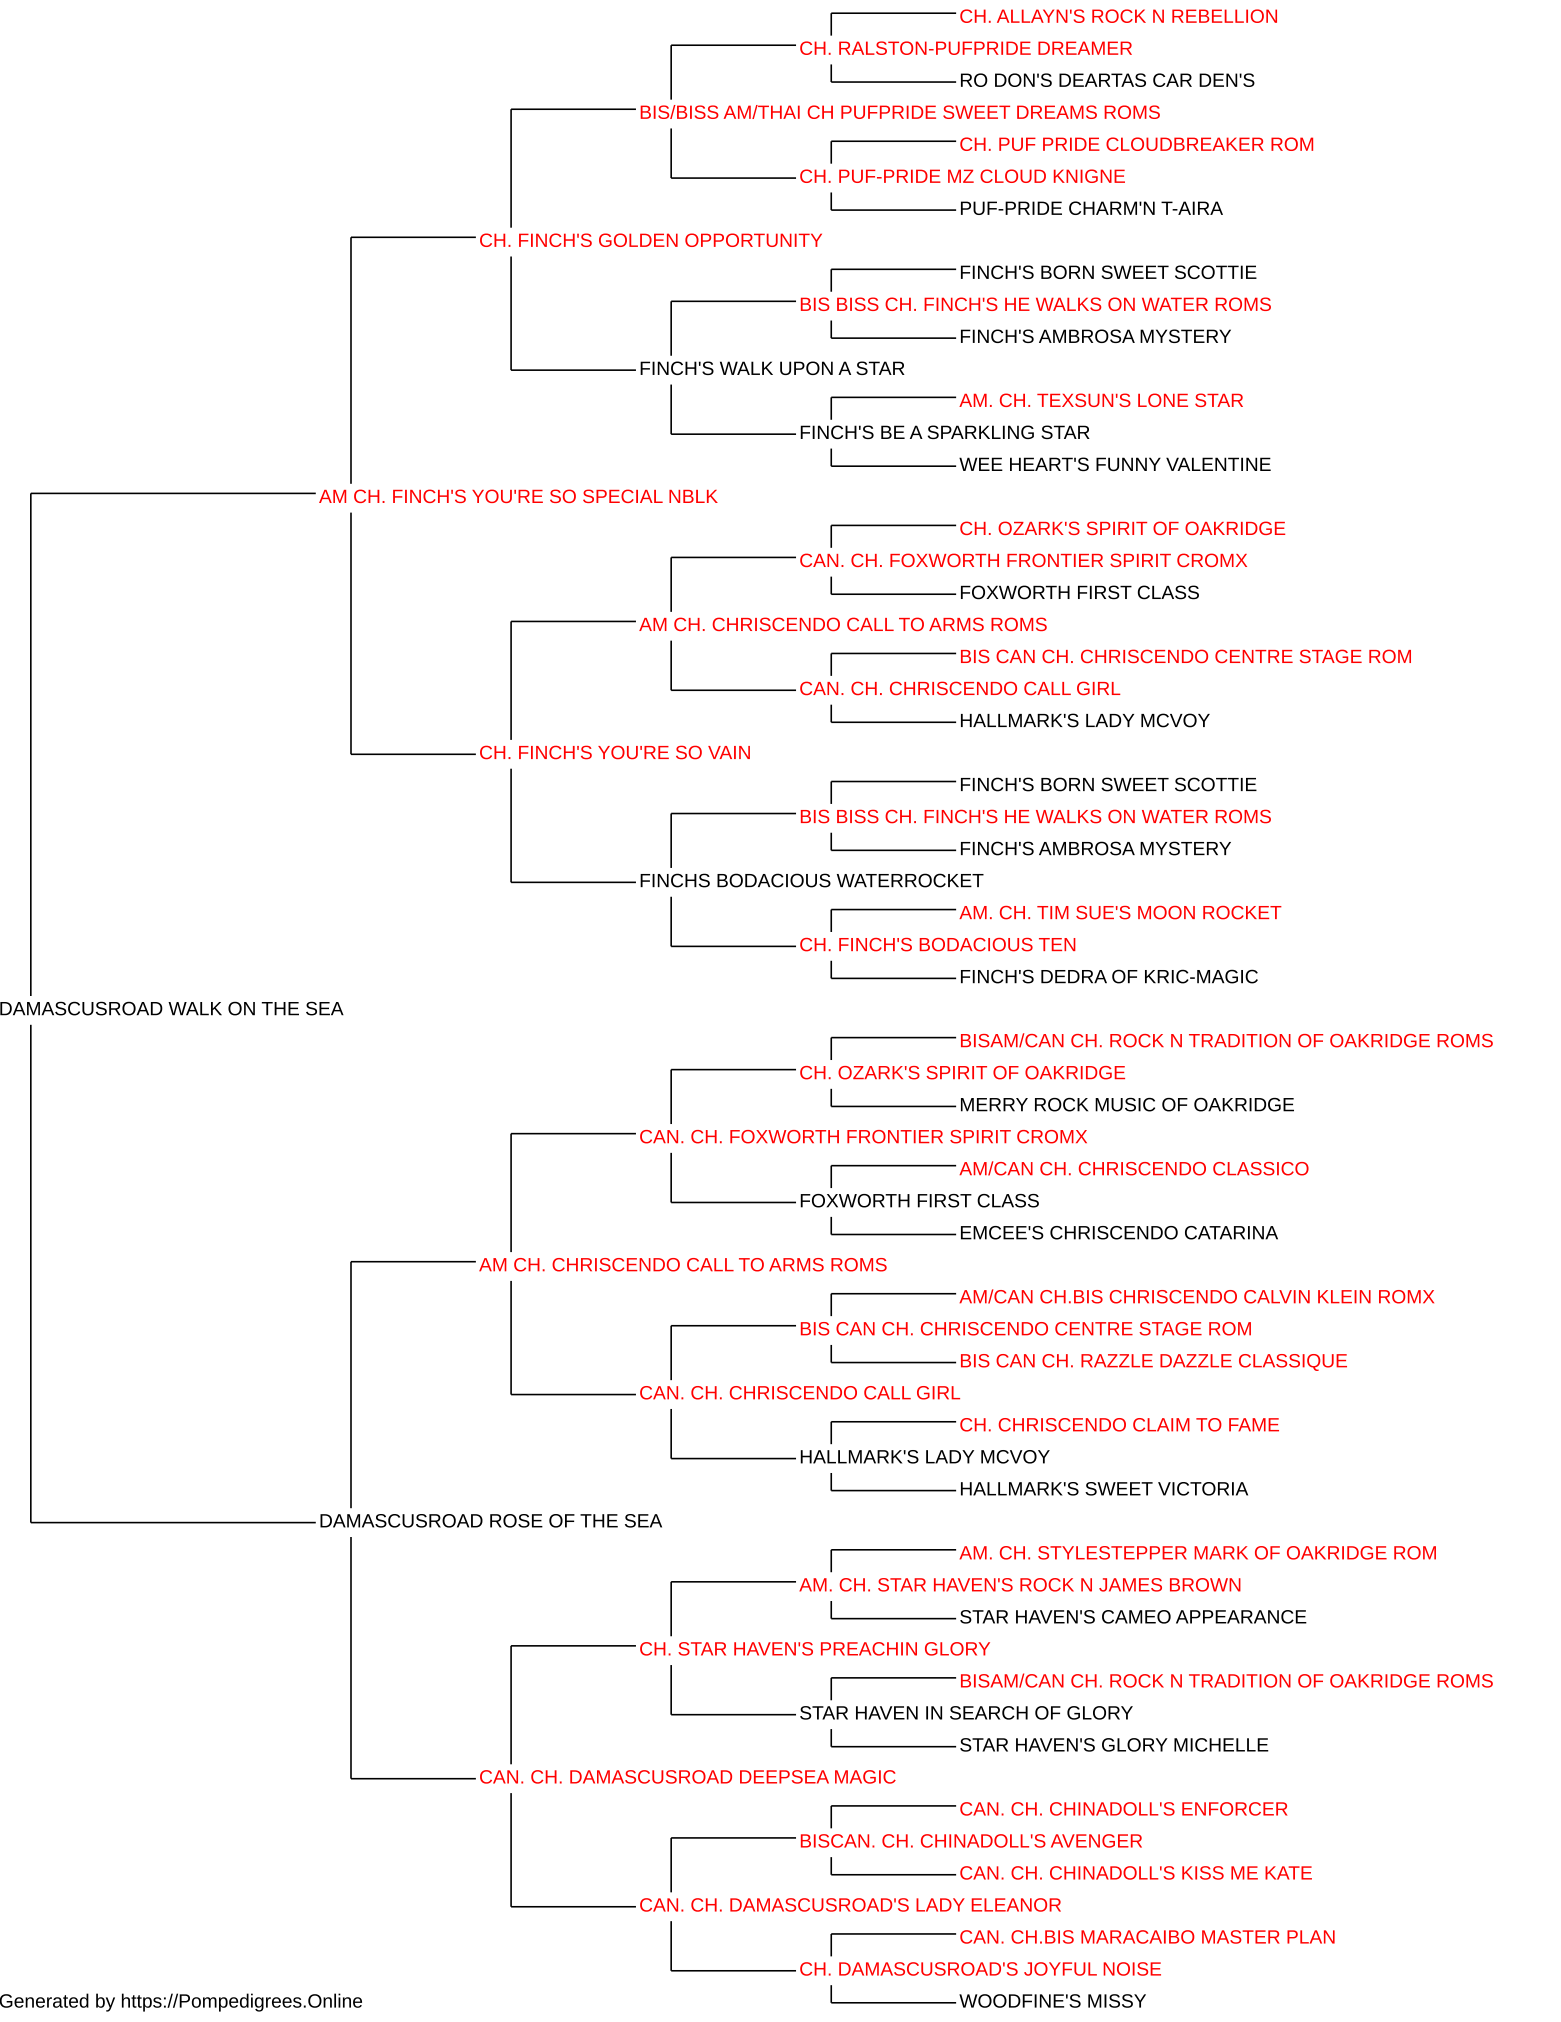 CH. ALLAYN'S ROCK N REBELLION
CH. RALSTON-PUFPRIDE DREAMER
RO DON'S DEARTAS CAR DEN'S
BIS/BISS AM/THAI CH PUFPRIDE SWEET DREAMS ROMS
CH. PUF PRIDE CLOUDBREAKER ROM
CH. PUF-PRIDE MZ CLOUD KNIGNE
PUF-PRIDE CHARM'N T-AIRA
CH. FINCH'S GOLDEN OPPORTUNITY
FINCH'S BORN SWEET SCOTTIE
BIS BISS CH. FINCH'S HE WALKS ON WATER ROMS
FINCH'S AMBROSA MYSTERY
FINCH'S WALK UPON A STAR
AM. CH. TEXSUN'S LONE STAR
FINCH'S BE A SPARKLING STAR
WEE HEART'S FUNNY VALENTINE
AM CH. FINCH'S YOU'RE SO SPECIAL NBLK
CH. OZARK'S SPIRIT OF OAKRIDGE
CAN. CH. FOXWORTH FRONTIER SPIRIT CROMX
FOXWORTH FIRST CLASS
AM CH. CHRISCENDO CALL TO ARMS ROMS
BIS CAN CH. CHRISCENDO CENTRE STAGE ROM
CAN. CH. CHRISCENDO CALL GIRL
HALLMARK'S LADY MCVOY
CH. FINCH'S YOU'RE SO VAIN
FINCH'S BORN SWEET SCOTTIE
BIS BISS CH. FINCH'S HE WALKS ON WATER ROMS
FINCH'S AMBROSA MYSTERY
FINCHS BODACIOUS WATERROCKET
AM. CH. TIM SUE'S MOON ROCKET
CH. FINCH'S BODACIOUS TEN
FINCH'S DEDRA OF KRIC-MAGIC
DAMASCUSROAD WALK ON THE SEA
BISAM/CAN CH. ROCK N TRADITION OF OAKRIDGE ROMS
CH. OZARK'S SPIRIT OF OAKRIDGE
MERRY ROCK MUSIC OF OAKRIDGE
CAN. CH. FOXWORTH FRONTIER SPIRIT CROMX
AM/CAN CH. CHRISCENDO CLASSICO
FOXWORTH FIRST CLASS
EMCEE'S CHRISCENDO CATARINA
AM CH. CHRISCENDO CALL TO ARMS ROMS
AM/CAN CH.BIS CHRISCENDO CALVIN KLEIN ROMX
BIS CAN CH. CHRISCENDO CENTRE STAGE ROM
BIS CAN CH. RAZZLE DAZZLE CLASSIQUE
CAN. CH. CHRISCENDO CALL GIRL
CH. CHRISCENDO CLAIM TO FAME
HALLMARK'S LADY MCVOY
HALLMARK'S SWEET VICTORIA
DAMASCUSROAD ROSE OF THE SEA
AM. CH. STYLESTEPPER MARK OF OAKRIDGE ROM
AM. CH. STAR HAVEN'S ROCK N JAMES BROWN
STAR HAVEN'S CAMEO APPEARANCE
CH. STAR HAVEN'S PREACHIN GLORY
BISAM/CAN CH. ROCK N TRADITION OF OAKRIDGE ROMS
STAR HAVEN IN SEARCH OF GLORY
STAR HAVEN'S GLORY MICHELLE
CAN. CH. DAMASCUSROAD DEEPSEA MAGIC
CAN. CH. CHINADOLL'S ENFORCER
BISCAN. CH. CHINADOLL'S AVENGER
CAN. CH. CHINADOLL'S KISS ME KATE
CAN. CH. DAMASCUSROAD'S LADY ELEANOR
CAN. CH.BIS MARACAIBO MASTER PLAN
CH. DAMASCUSROAD'S JOYFUL NOISE
WOODFINE'S MISSY
Generated by https://Pompedigrees.Online